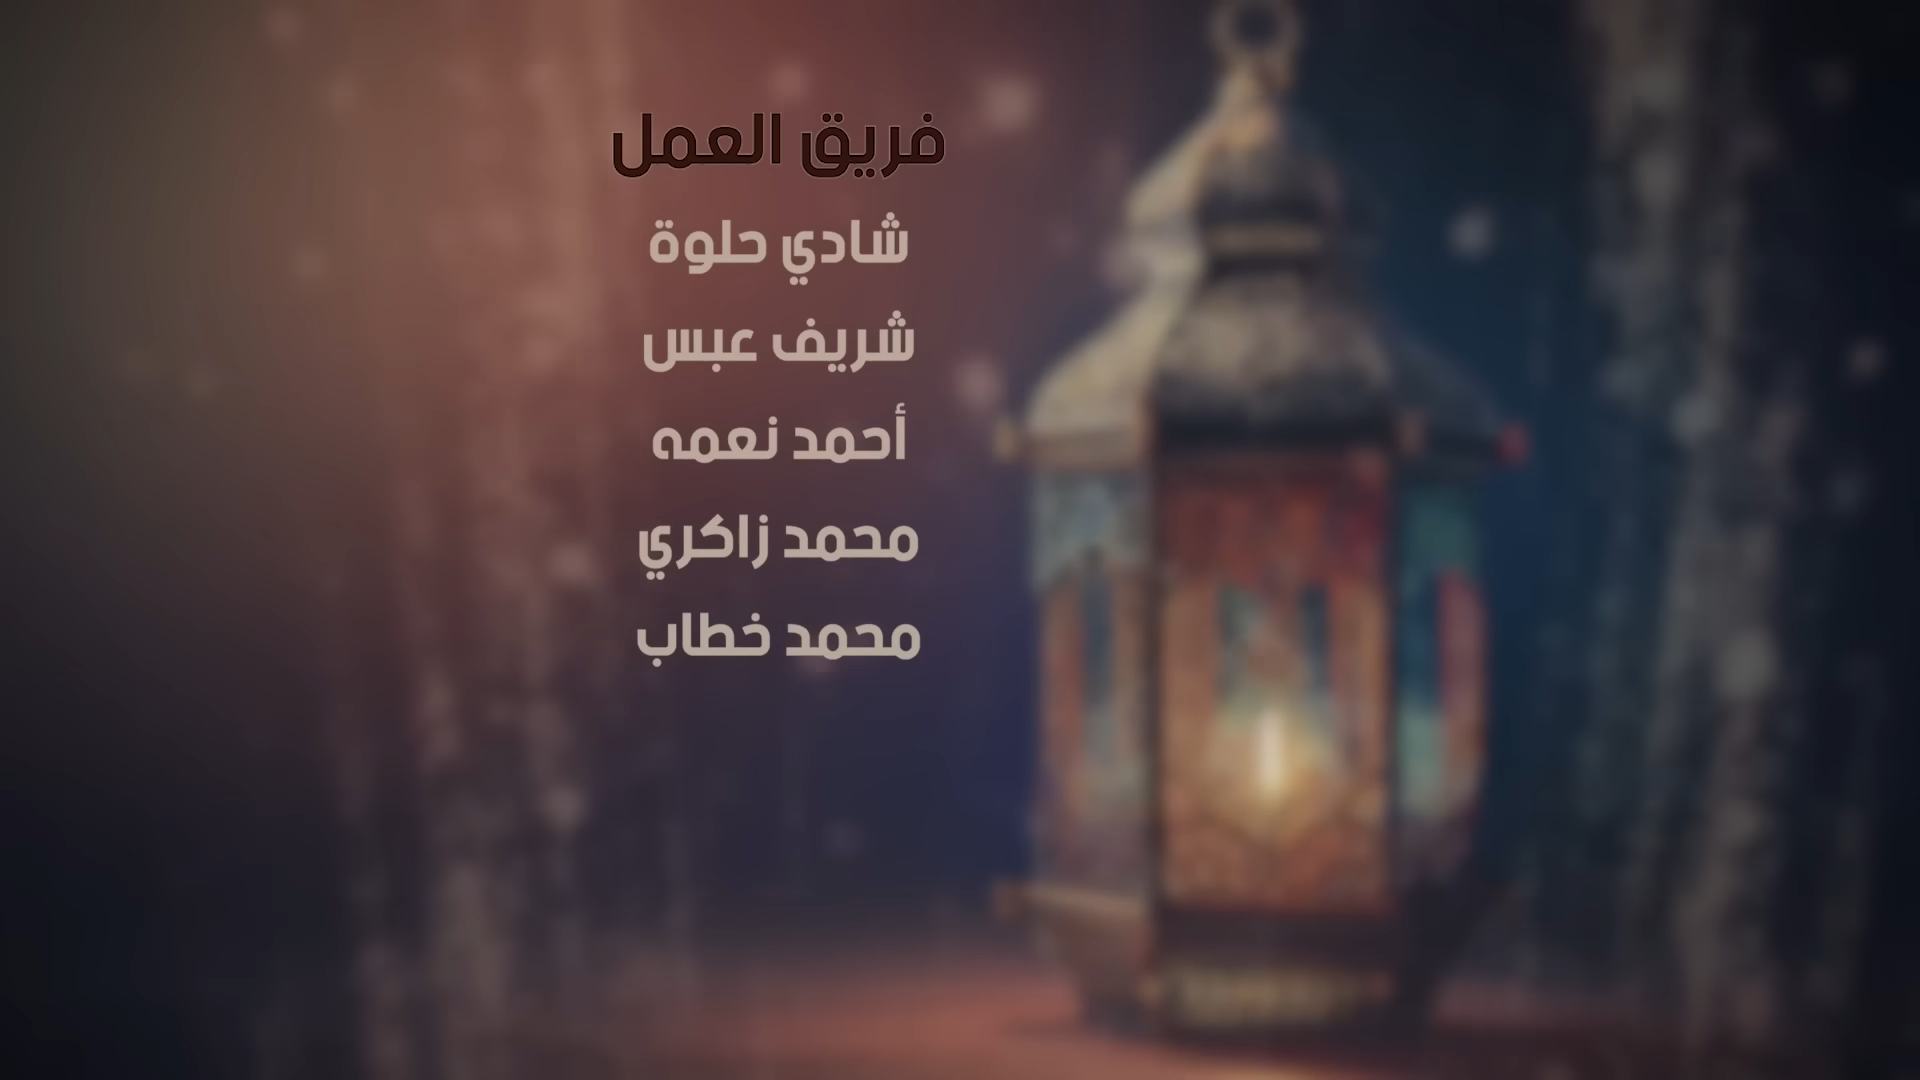 فريق العمل
شادي حلوة
شريف عبس
أحمد نعمه
محمد زاكري
محمد خطاب